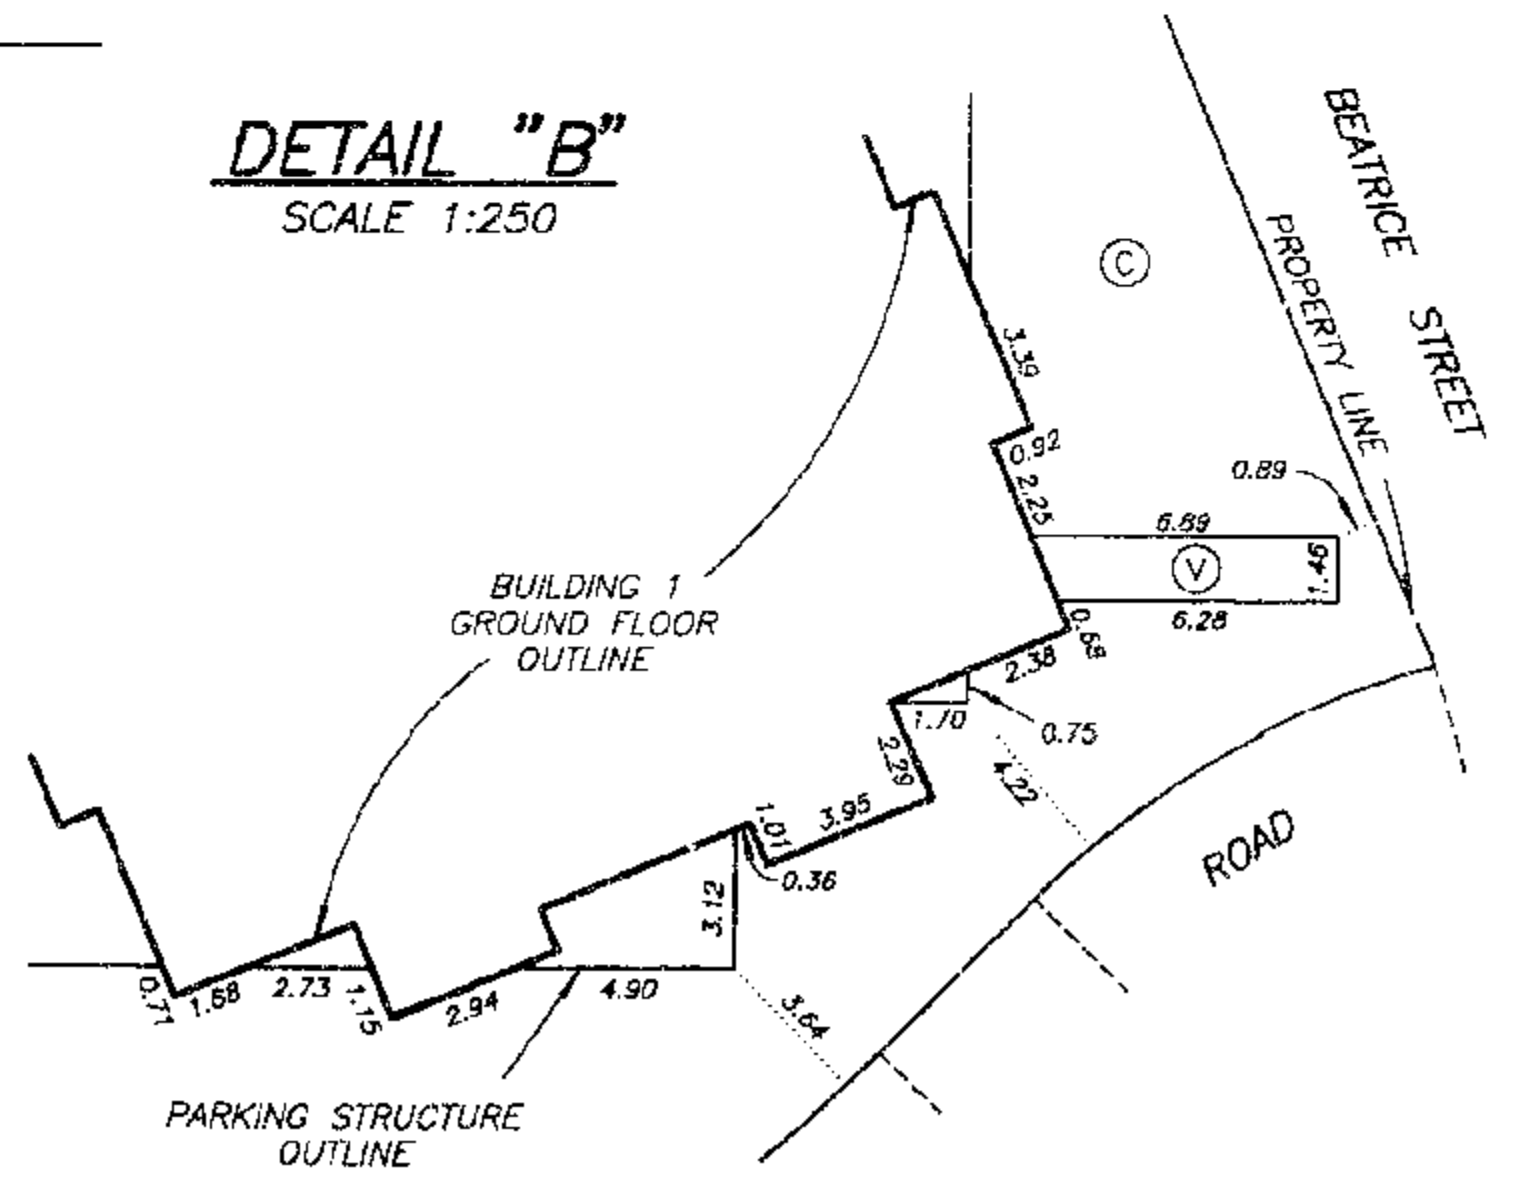 DETAIL "B"
SCALE 1:250
BEATRICE STREET
PROPERTY LINE
C
3.39
0.92
2.25
0.89
6.89
V
1.46
6.28
0.68
2.38
1.70
0.75
2.29
4.22
3.95
1.01
0.36
3.12
ROAD
BUILDING 1
GROUND FLOOR
OUTLINE
0.71
1.68
2.73
1.15
2.94
4.90
3.64
PARKING STRUCTURE
OUTLINE